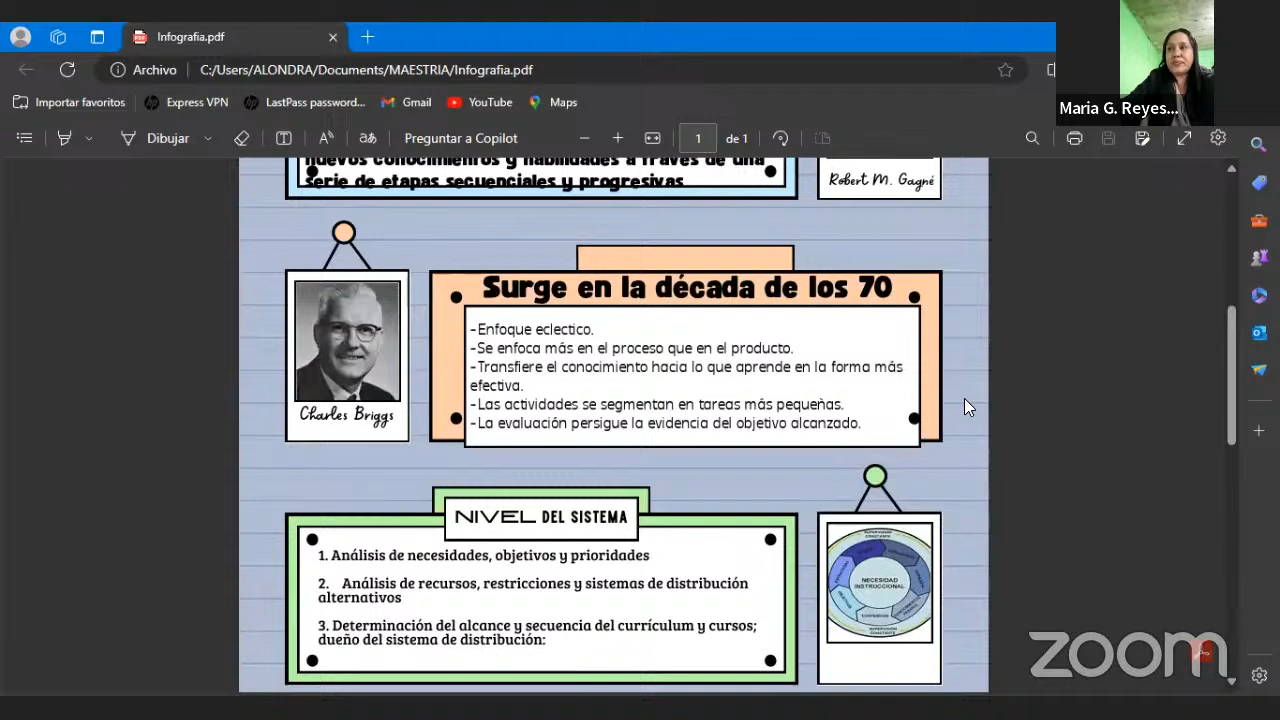 Infografia.pdf
Archivo
C:/Users/ALONDRA/Documents/MAESTRIA/Infografia.pdf
Importar favoritos
Express VPN
LastPass password...
Gmail
YouTube
Maps
Maria G. Reyes...
Dibujar
Preguntar a Copilot
1 de 1
nuevos conocimientos y habilidades a través de una
serie de etapas secuenciales y progresivas
Robert M. Gagné
Surge en la década de los 70
-Enfoque eclectico.
-Se enfoca más en el proceso que en el producto.
-Transfiere el conocimiento hacia lo que aprende en la forma más
efectiva.
-Las actividades se segmentan en tareas más pequeñas.
-La evaluación persigue la evidencia del objetivo alcanzado.
Charles Briggs
NIVEL DEL SISTEMA
1. Análisis de necesidades, objetivos y prioridades
2. Análisis de recursos, restricciones y sistemas de distribución
alternativos
3. Determinación del alcance y secuencia del currículum y cursos;
dueño del sistema de distribución:
SUPERVISION
CONSTANTE
NECESIDAD
INSTRUCCIONAL
SUPERVISION
CONSTANTE
zoom